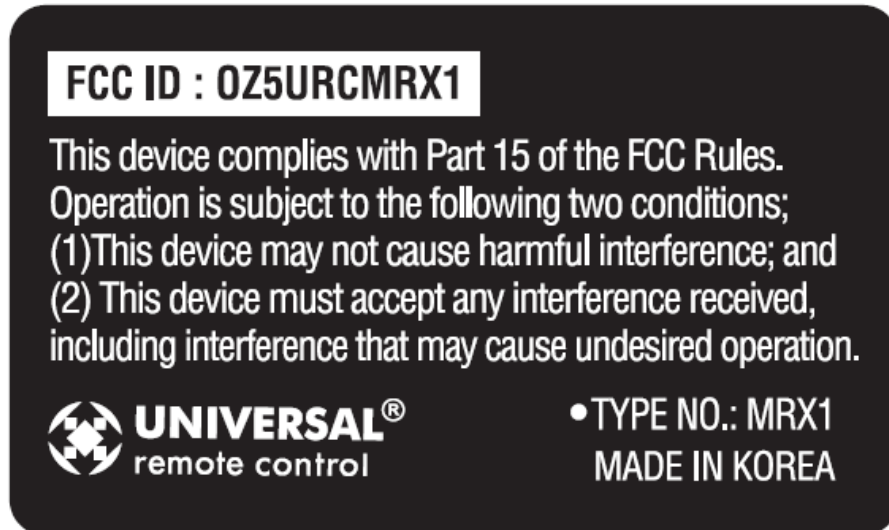 FCC ID : OZ5URCMRX1
This device complies with Part 15 of the FCC Rules.
Operation is subject to the following two conditions;
(1)This device may not cause harmful interference; and
(2) This device must accept any interference received,
including interference that may cause undesired operation.
UNIVERSAL®
remote control
•TYPE NO.: MRX1
MADE IN KOREA